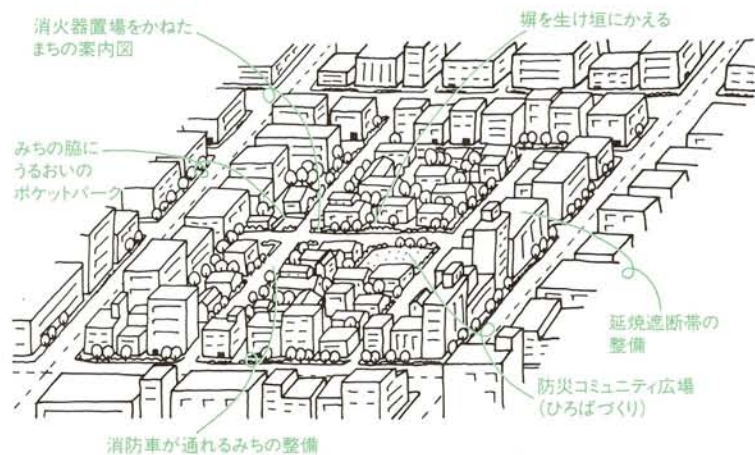 消火器置場をかねた
まちの案内図
塀を生け垣にかえる
みちの脇に
うるおいの
ポケットパーク
延焼遮断帯の
整備
防災コミュニティ広場
(ひろばづくり)
消防車が通れるみちの整備